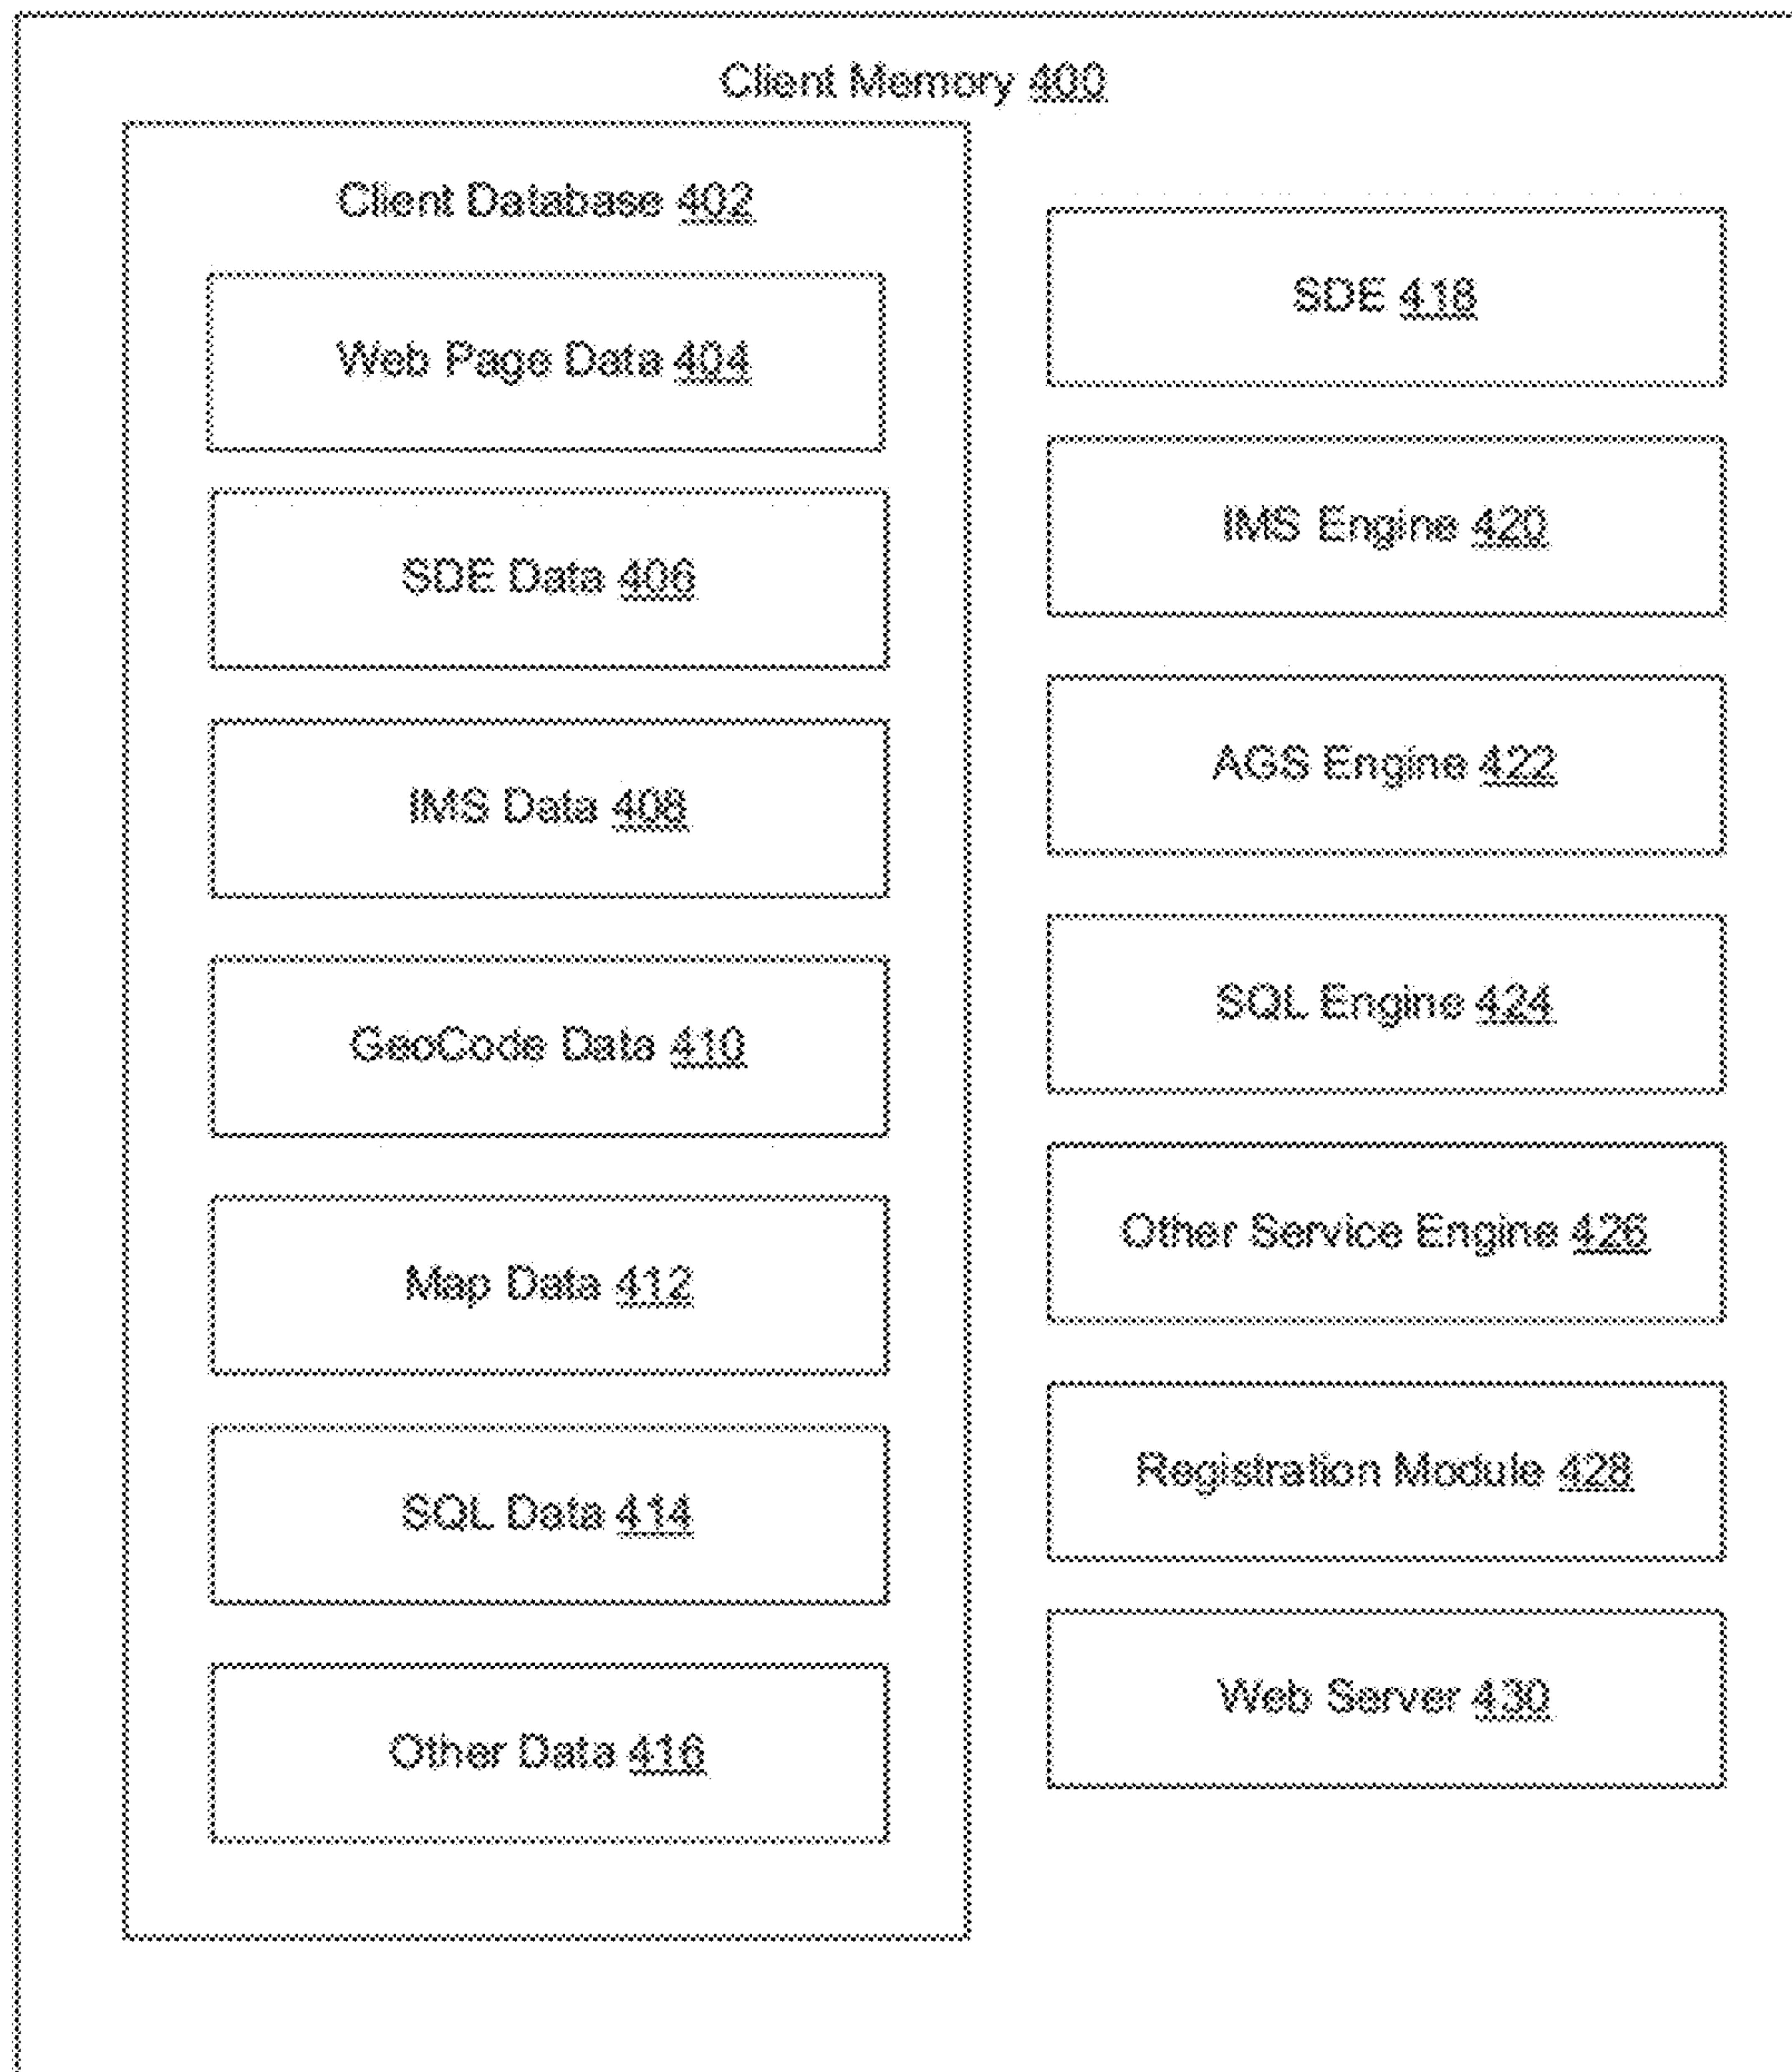 Client Memory 400
Client Database 402
Web Page Data 404
SDE Data 406
IMS Data 408
GeoCode Data 410
Map Data 412
SQL Data 414
Other Data 416
SDE 418
IMS Engine 420
AGS Engine 422
SQL Engine 424
Other Service Engine 426
Registration Module 428
Web Server 430